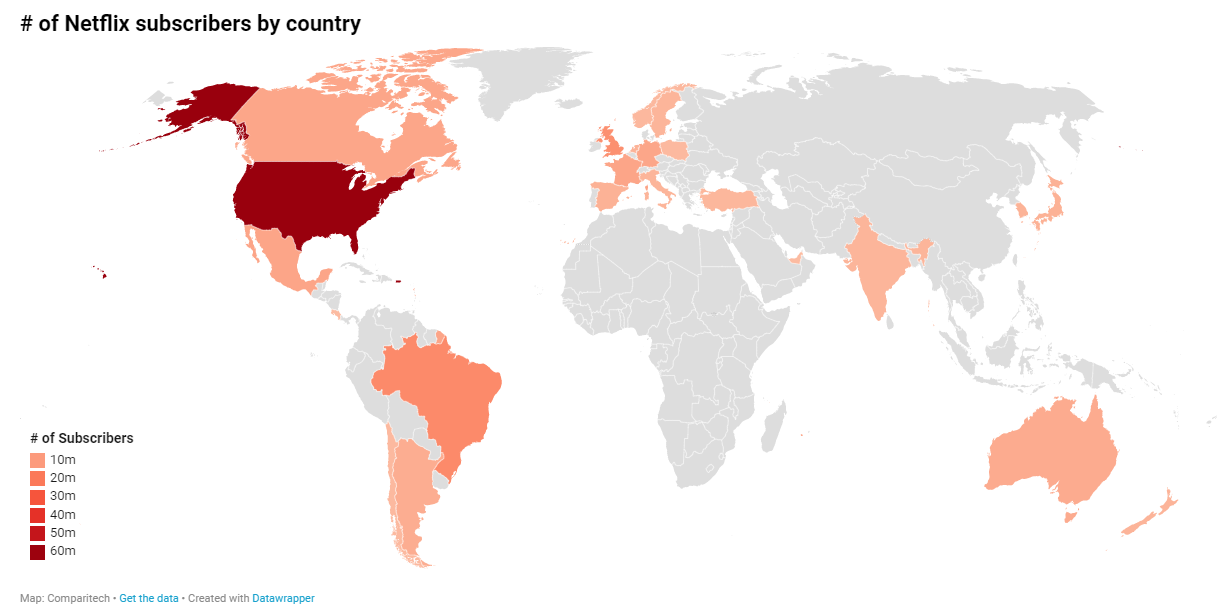 # of Netflix subscribers by country
# of Subscribers
10m
20m
30m
40m
50m
60m
Map: Comparitech • Get the data • Created with Datawrapper